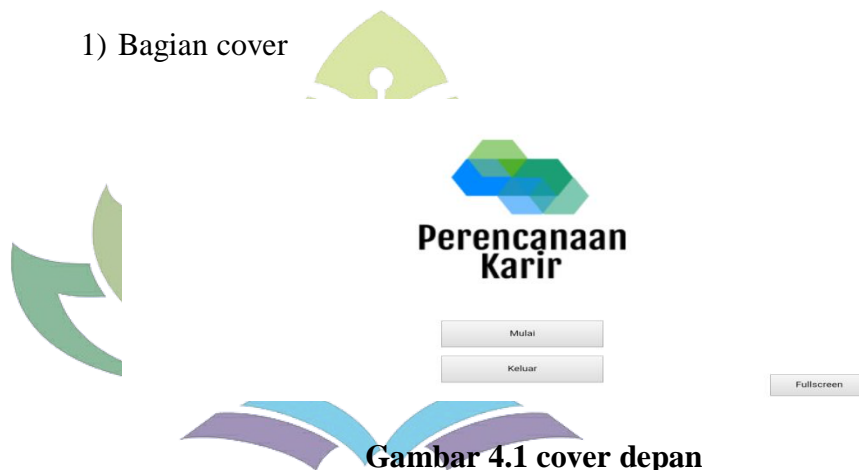 1) Bagian cover
Perencanaan
Karir
Mulai
Keluar
Fullscreen
Gambar 4.1 cover depan